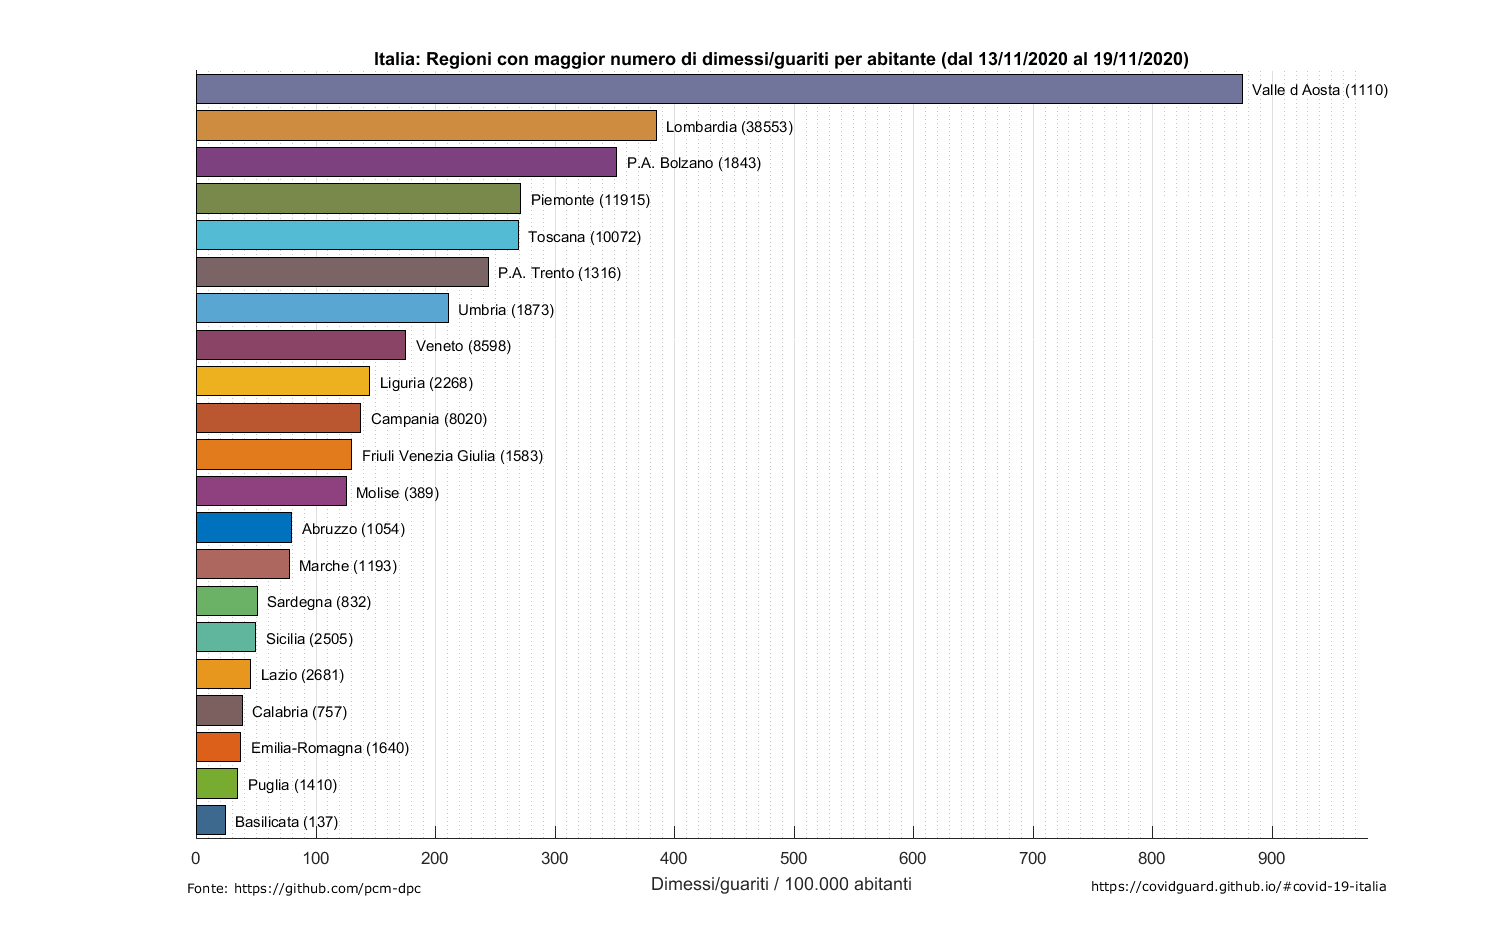 Italia: Regioni con maggior numero di dimessi/guariti per abitante (dal 13/11/2020 al 19/11/2020)
Valle d Aosta (1110)
Lombardia (38553)
P.A. Bolzano (1843)
Piemonte (11915)
Toscana (10072)
P.A. Trento (1316)
Umbria (1873)
Veneto (8598)
Liguria (2268)
Campania (8020)
Friuli Venezia Giulia (1583)
Molise (389)
Abruzzo (1054)
Marche (1193)
Sardegna (832)
Sicilia (2505)
Lazio (2681)
Calabria (757)
Emilia-Romagna (1640)
Puglia (1410)
Basilicata (137)
0 100 200 300 400 500 600 700 800 900
Dimessi/guariti / 100.000 abitanti
Fonte: https://github.com/pcm-dpc
https://covidguard.github.io/#covid-19-italia